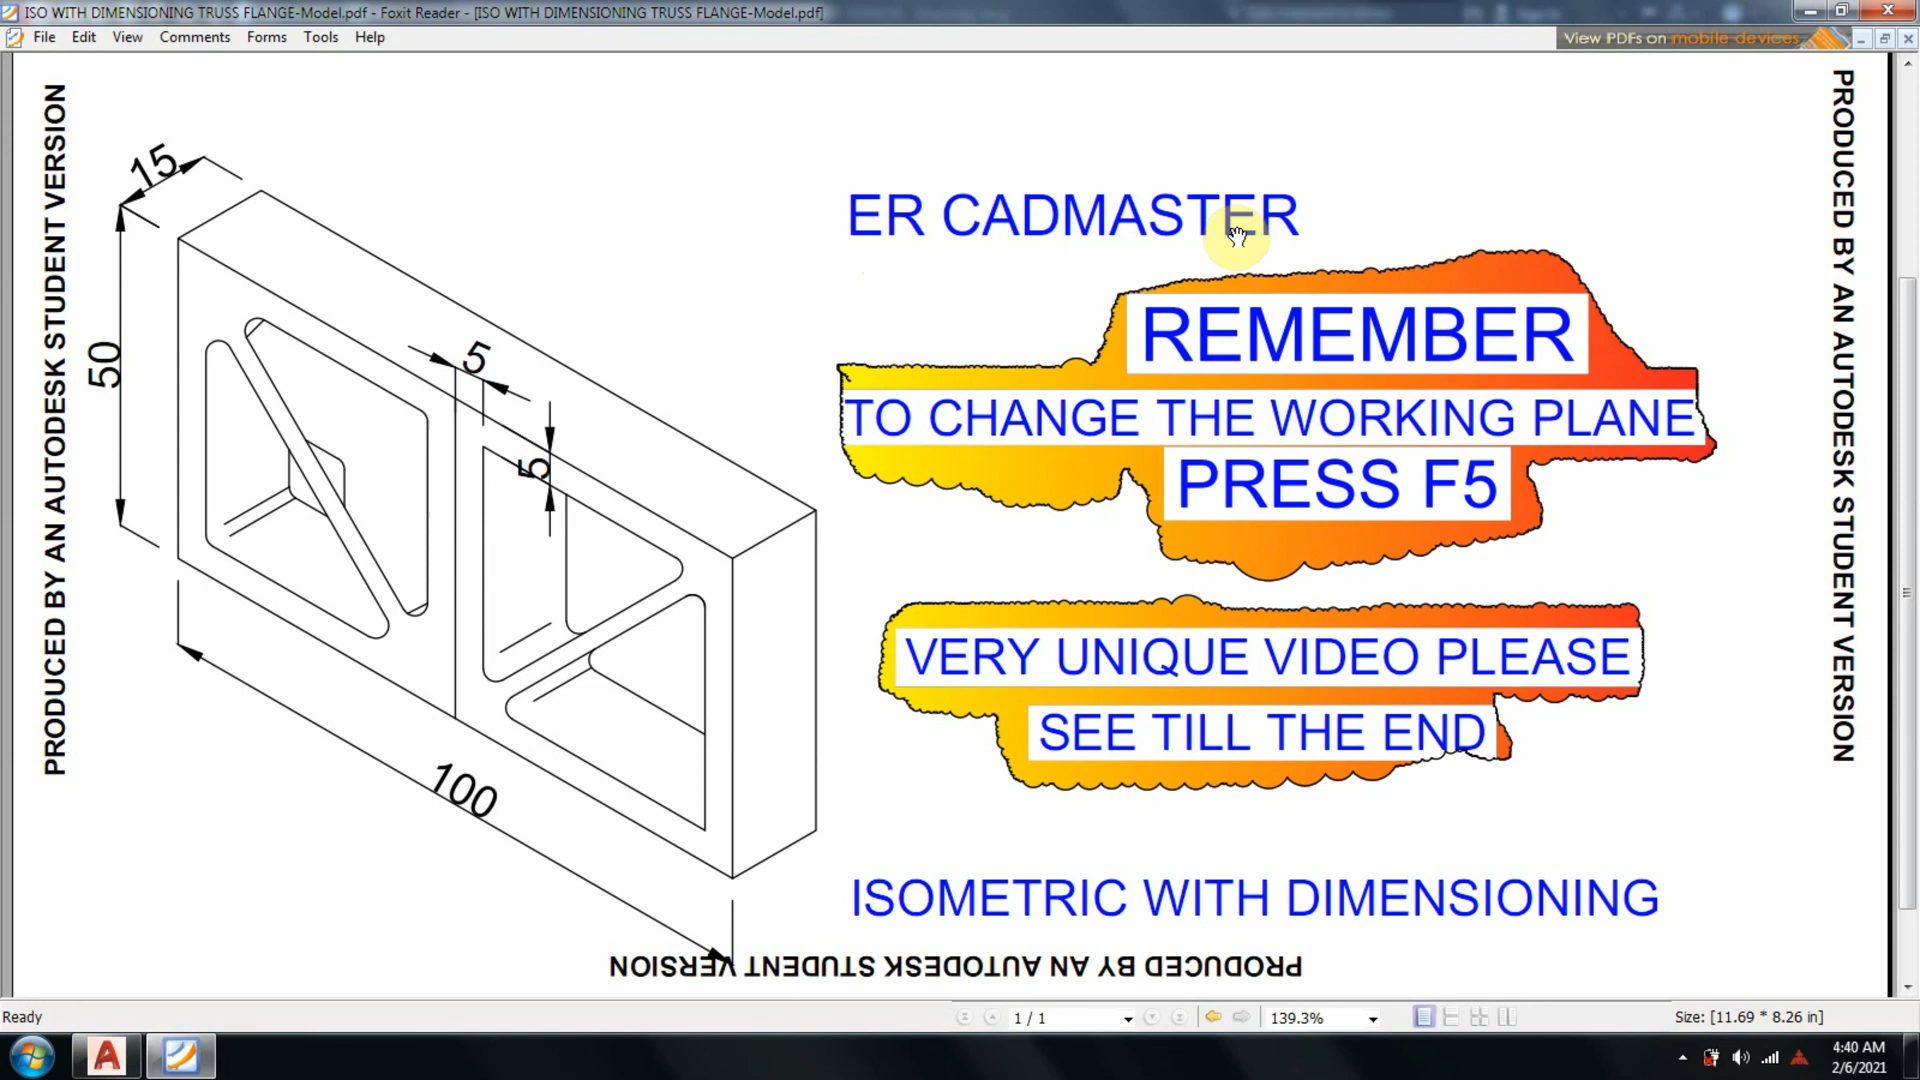 ISO WITH DIMENSIONING TRUSS FLANGE-Model.pdf - Foxit Reader - [ISO WITH DIMENSIONING TRUSS FLANGE-Model.pdf]
File Edit View Comments Forms Tools Help
View PDFs on mobile devices
PRODUCED BY AN AUTODESK STUDENT VERSION
PRODUCED BY AN AUTODESK STUDENT VERSION
15
50
5
5
100
ER CADMASTER
REMEMBER
TO CHANGE THE WORKING PLANE
PRESS F5
VERY UNIQUE VIDEO PLEASE
SEE TILL THE END
ISOMETRIC WITH DIMENSIONING
PRODUCED BY AN AUTODESK STUDENT VERSION
Ready
1 / 1
139.3%
Size: [11.69 * 8.26 in]
4:40 AM
2/6/2021